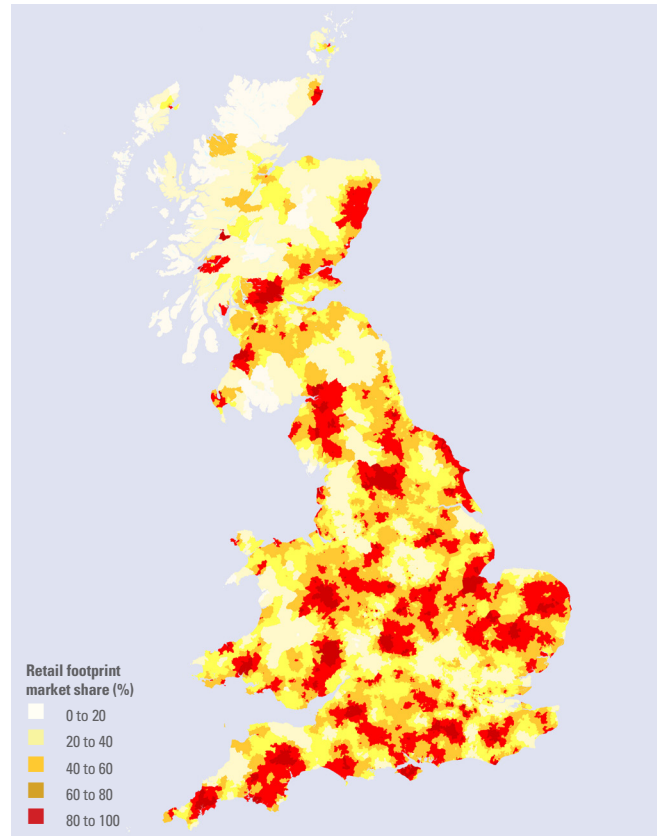 Retail footprint
market share (%)
0 to 20
20 to 40
40 to 60
60 to 80
80 to 100